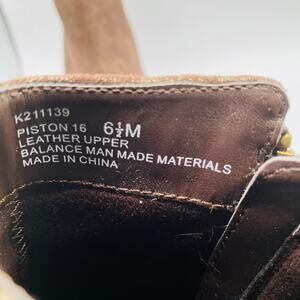 K211139
PISTON 16 6½M
LEATHER UPPER
BALANCE MAN MADE MATERIALS
MADE IN CHINA